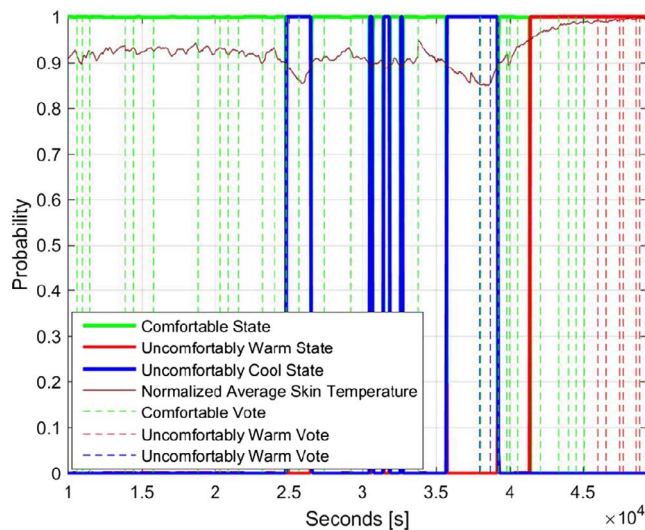 1
0.9
0.8
0.7
0.6
0.5
0.4
0.3
0.2
0.1
0
Probability
Comfortable State
Uncomfortably Warm State
Uncomfortably Cool State
Normalized Average Skin Temperature
Comfortable Vote
Uncomfortably Warm Vote
Uncomfortably Warm Vote
1 1.5 2 2.5 3 3.5 4 4.5
×10⁴
Seconds [s]